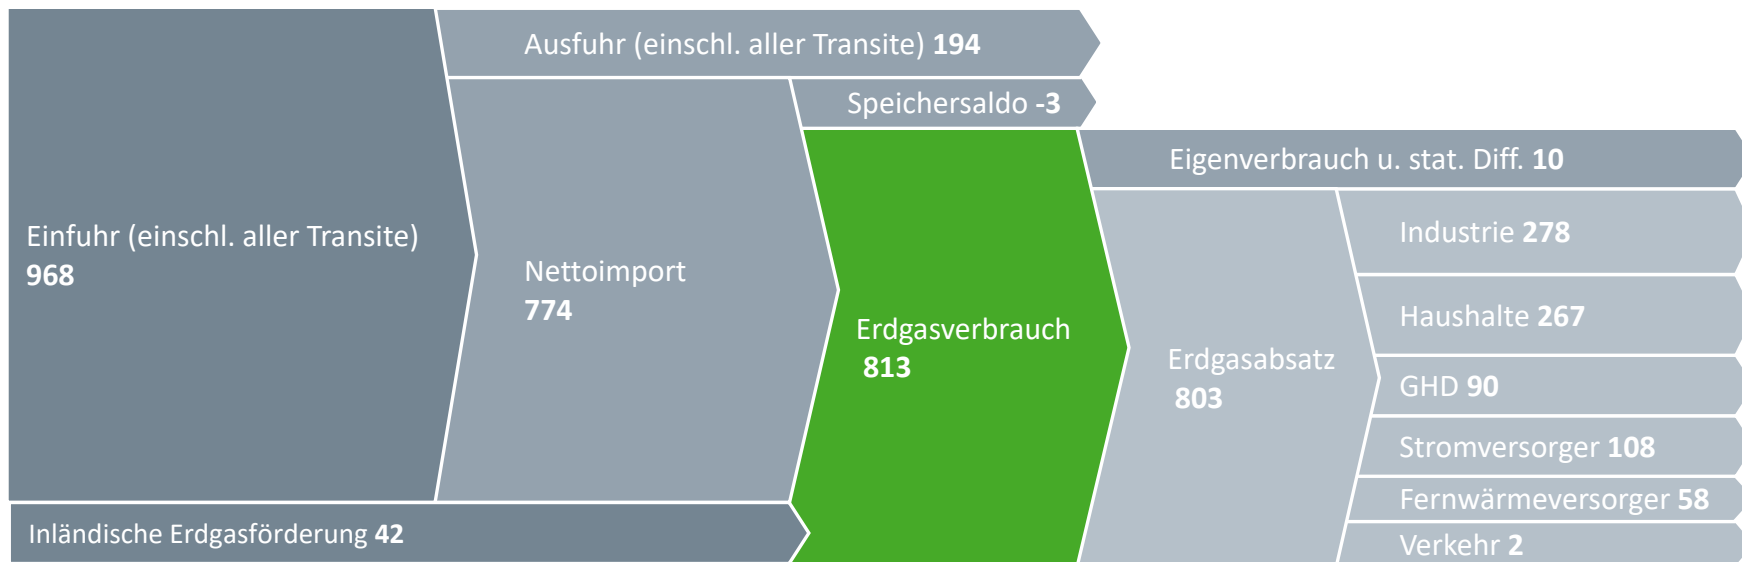 Ausfuhr (einschl. aller Transite) 194
Speichersaldo -3
Eigenverbrauch u. stat. Diff. 10
Einfuhr (einschl. aller Transite)
968
Nettoimport
774
Erdgasverbrauch
813
Erdgasabsatz
803
Industrie 278
Haushalte 267
GHD 90
Stromversorger 108
Fernwärmeversorger 58
Verkehr 2
Inländische Erdgasförderung 42